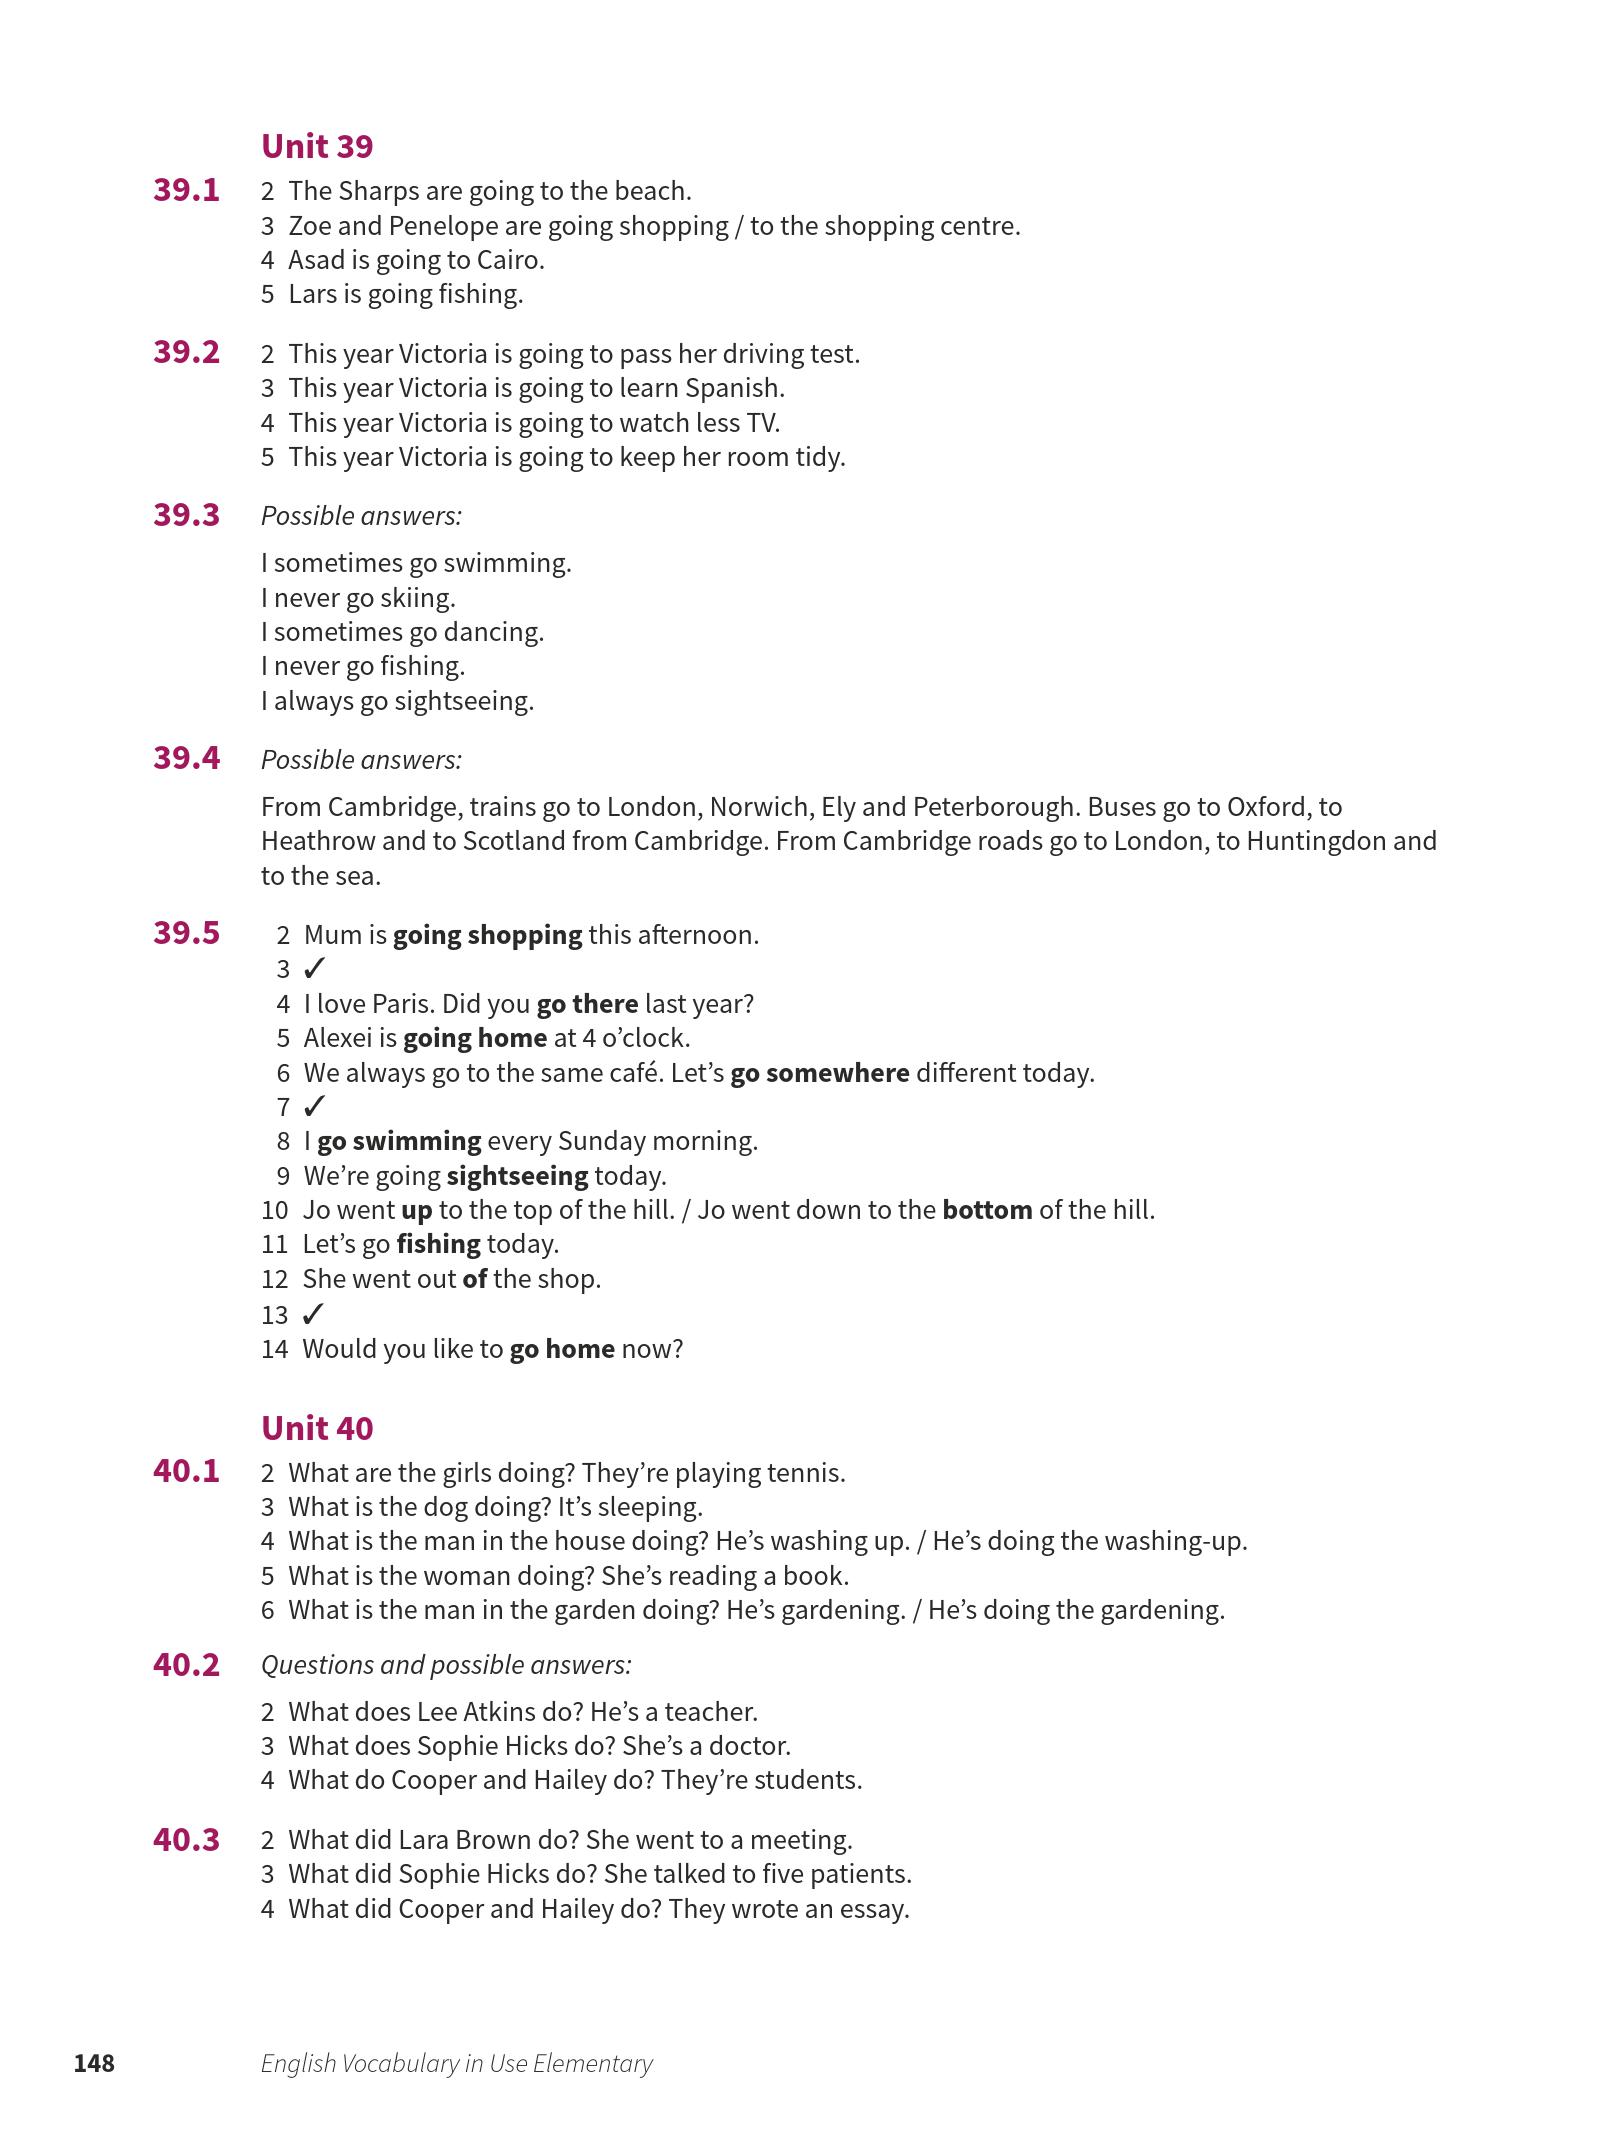 Unit 39
39.1 2 The Sharps are going to the beach.
3 Zoe and Penelope are going shopping / to the shopping centre.
4 Asad is going to Cairo.
5 Lars is going fishing.
39.2 2 This year Victoria is going to pass her driving test.
3 This year Victoria is going to learn Spanish.
4 This year Victoria is going to watch less TV.
5 This year Victoria is going to keep her room tidy.
39.3 Possible answers:
I sometimes go swimming.
I never go skiing.
I sometimes go dancing.
I never go fishing.
I always go sightseeing.
39.4 Possible answers:
From Cambridge, trains go to London, Norwich, Ely and Peterborough. Buses go to Oxford, to
Heathrow and to Scotland from Cambridge. From Cambridge roads go to London, to Huntingdon and
to the sea.
39.5 2 Mum is going shopping this afternoon.
3 ✓
4 I love Paris. Did you go there last year?
5 Alexei is going home at 4 o’clock.
6 We always go to the same café. Let’s go somewhere different today.
7 ✓
8 I go swimming every Sunday morning.
9 We’re going sightseeing today.
10 Jo went up to the top of the hill. / Jo went down to the bottom of the hill.
11 Let’s go fishing today.
12 She went out of the shop.
13 ✓
14 Would you like to go home now?
Unit 40
40.1 2 What are the girls doing? They’re playing tennis.
3 What is the dog doing? It’s sleeping.
4 What is the man in the house doing? He’s washing up. / He’s doing the washing-up.
5 What is the woman doing? She’s reading a book.
6 What is the man in the garden doing? He’s gardening. / He’s doing the gardening.
40.2 Questions and possible answers:
2 What does Lee Atkins do? He’s a teacher.
3 What does Sophie Hicks do? She’s a doctor.
4 What do Cooper and Hailey do? They’re students.
40.3 2 What did Lara Brown do? She went to a meeting.
3 What did Sophie Hicks do? She talked to five patients.
4 What did Cooper and Hailey do? They wrote an essay.
148 English Vocabulary in Use Elementary